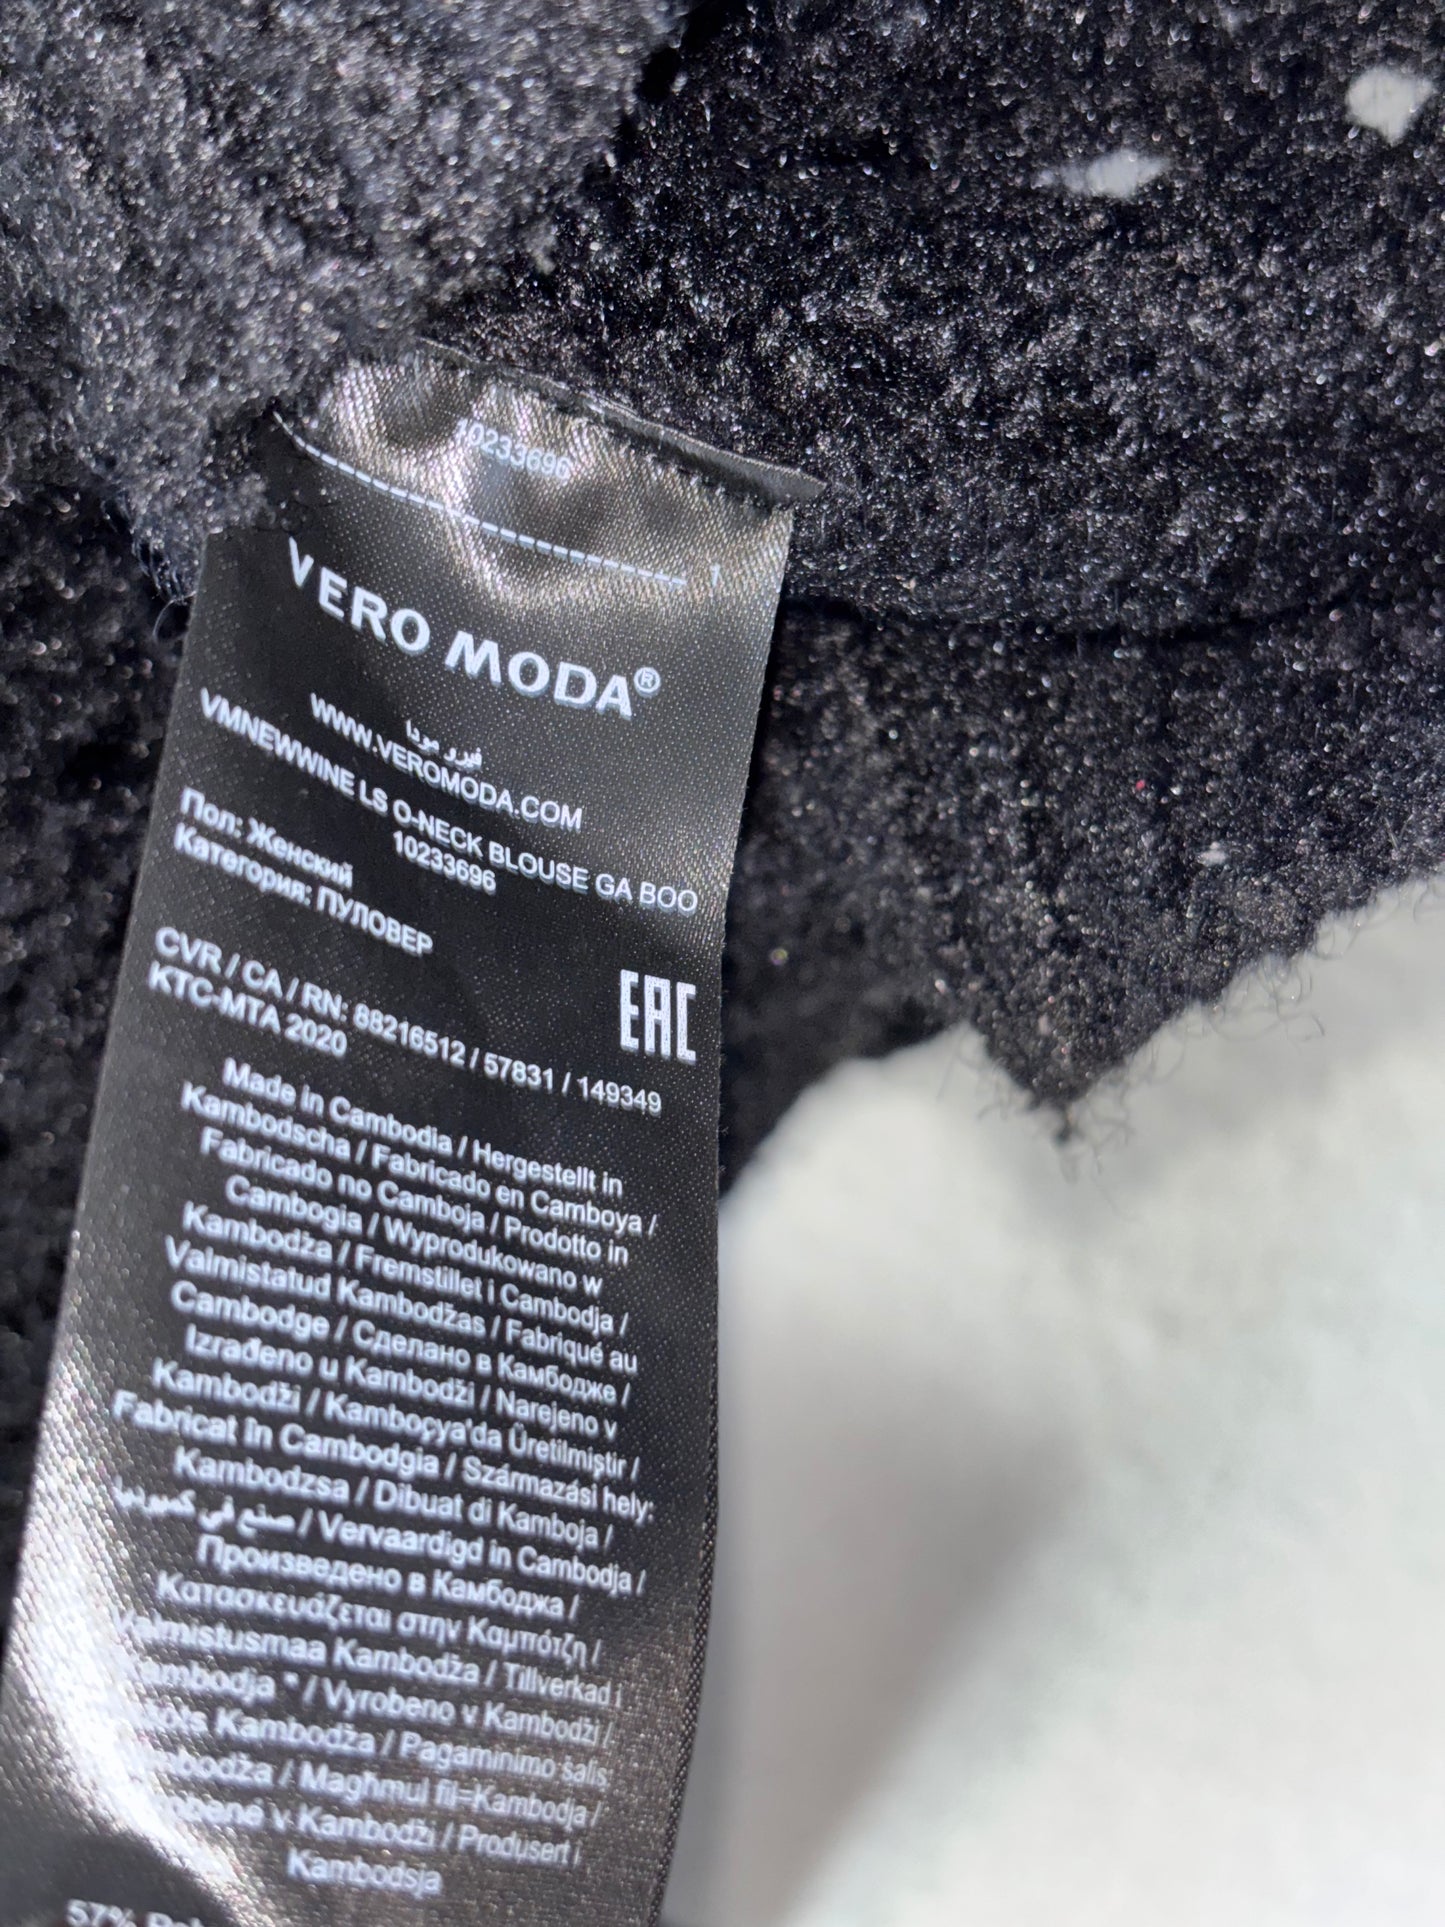 10233696
1
VERO MODA®
فيرو مودا
WWW.VEROMODA.COM
VMNEWWINE LS O-NECK BLOUSE GA BOO
10233696
Пол: Женский
Категория: ПУЛОВЕР
EAC
CVR / CA / RN: 88216512 / 57831 / 149349
KTC-MTA 2020
Made in Cambodia / Hergestellt in
Kambodscha / Fabricado en Camboya /
Fabricado no Camboja / Prodotto in
Cambogia / Wyprodukowano w
Kambodża / Fremstillet i Cambodja /
Valmistatud Kambodžas / Fabriqué au
Cambodge / Сделано в Камбодже /
Izrađeno u Kambodži / Narejeno v
Kambodži / Kamboçya'da Üretilmiştir /
Fabricat în Cambodgia / Származási hely:
Kambodzsa / Dibuat di Kamboja /
صنع في كمبوديا / Vervaardigd in Cambodja /
Произведено в Камбоджа /
Κατασκευάζεται στην Καμπότζη /
Valmistusmaa Kambodža / Tillverkad i
Kambodja * / Vyrobeno v Kambodži /
Kambodža / Pagaminimo šalis
Kambodža / Magħmul fil=Kambodja /
v Kambodži / Produsert i
Kambodsja
57%